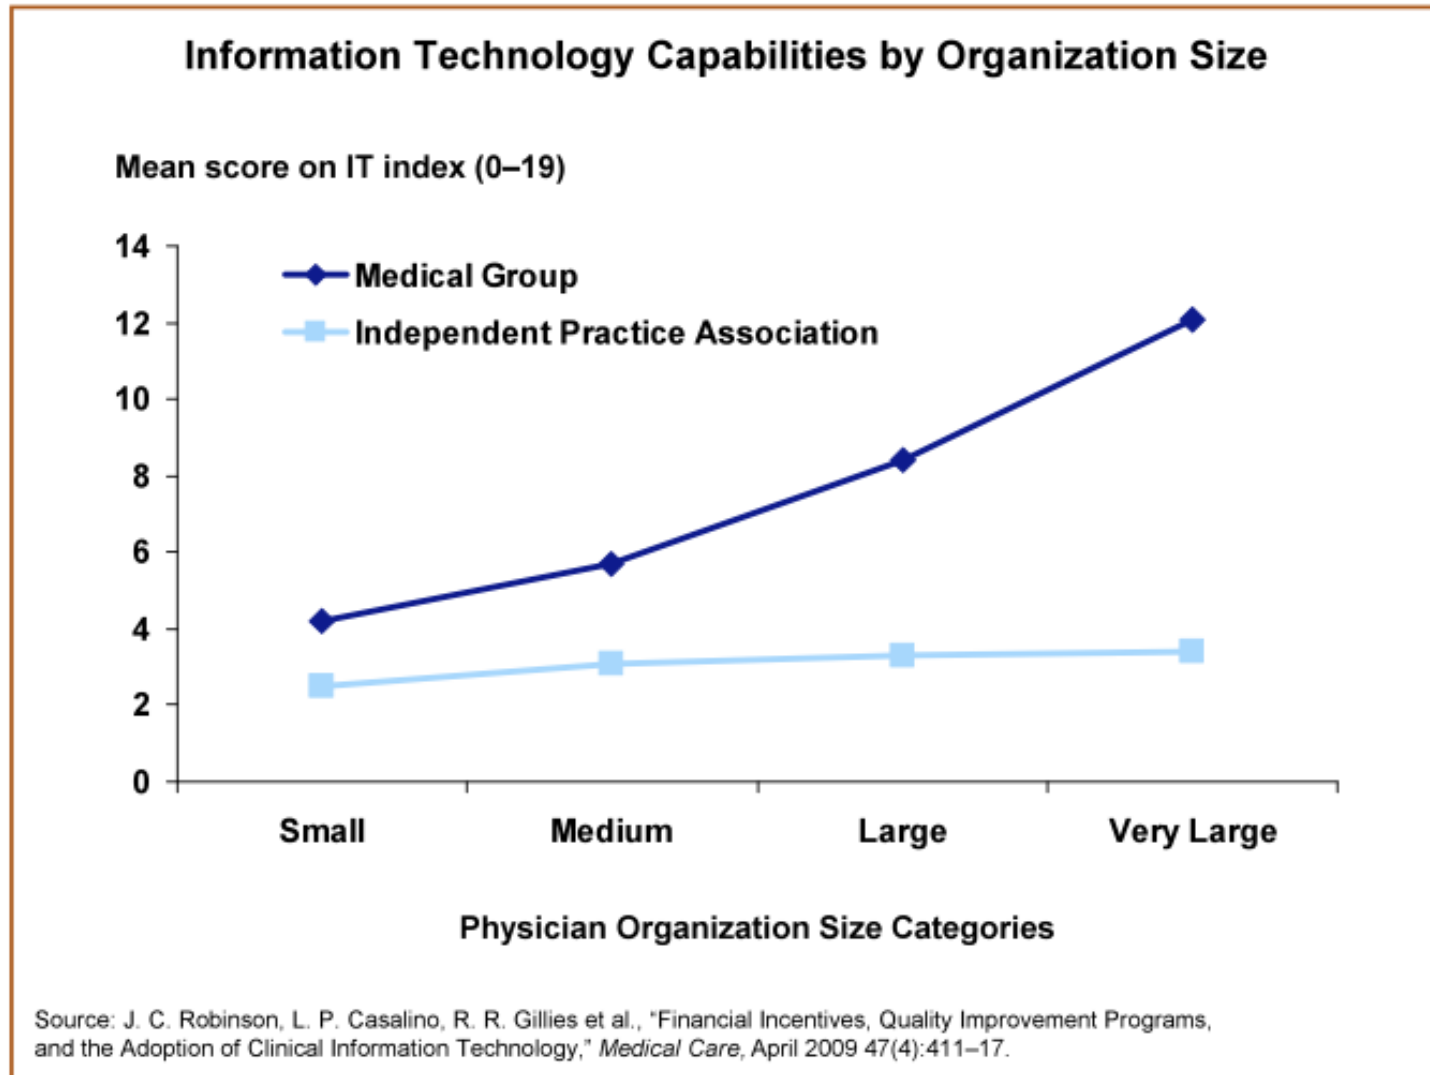 Information Technology Capabilities by Organization Size
Mean score on IT index (0–19)
14
12
10
8
6
4
2
0
Medical Group
Independent Practice Association
Small Medium Large Very Large
Physician Organization Size Categories
Source: J. C. Robinson, L. P. Casalino, R. R. Gillies et al., “Financial Incentives, Quality Improvement Programs,
and the Adoption of Clinical Information Technology,” Medical Care, April 2009 47(4):411–17.